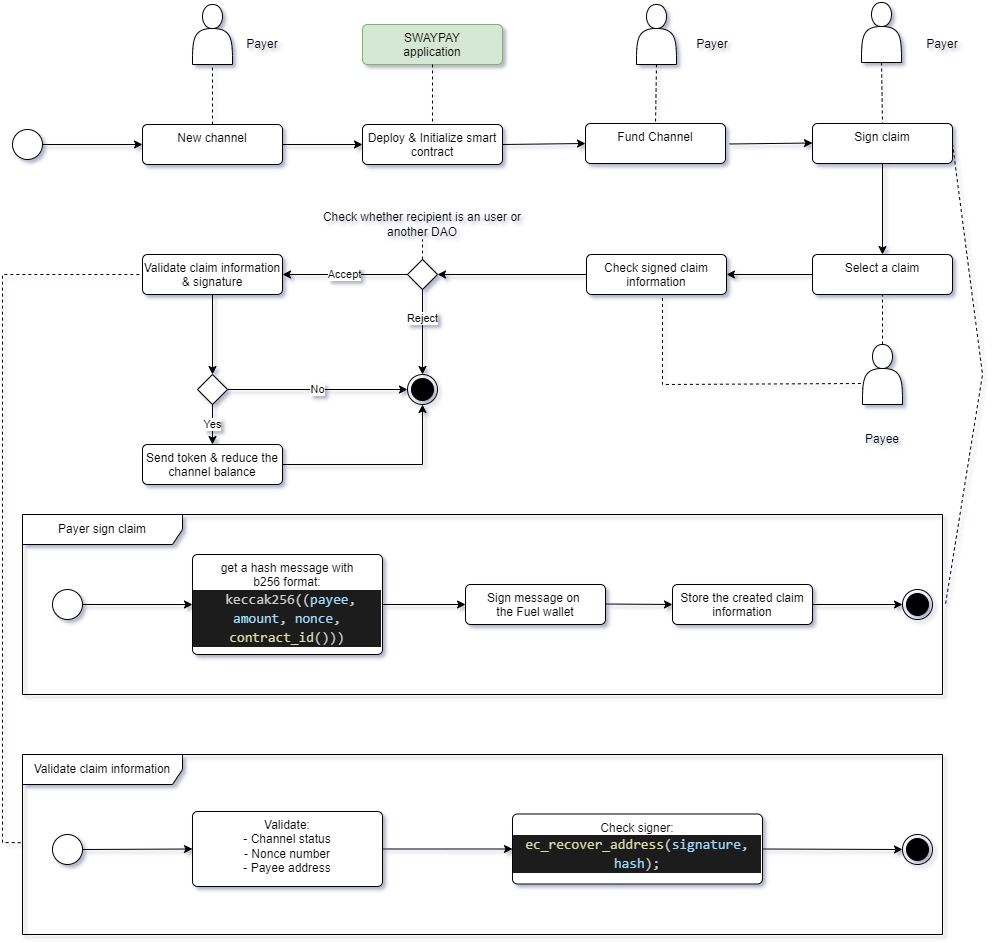 Payer
SWAYPAY
application
Payer
Payer
New channel
Deploy & Initialize smart
contract
Fund Channel
Sign claim
Check whether recipient is an user or
another DAO
Validate claim information
& signature
Accept
Check signed claim
information
Select a claim
Reject
No
Yes
Payee
Send token & reduce the
channel balance
Payer sign claim
get a hash message with
b256 format:
keccak256((payee,
amount, nonce,
contract_id()))
Sign message on
the Fuel wallet
Store the created claim
information
Validate claim information
Validate:
- Channel status
- Nonce number
- Payee address
Check signer:
ec_recover_address(signature,
hash);